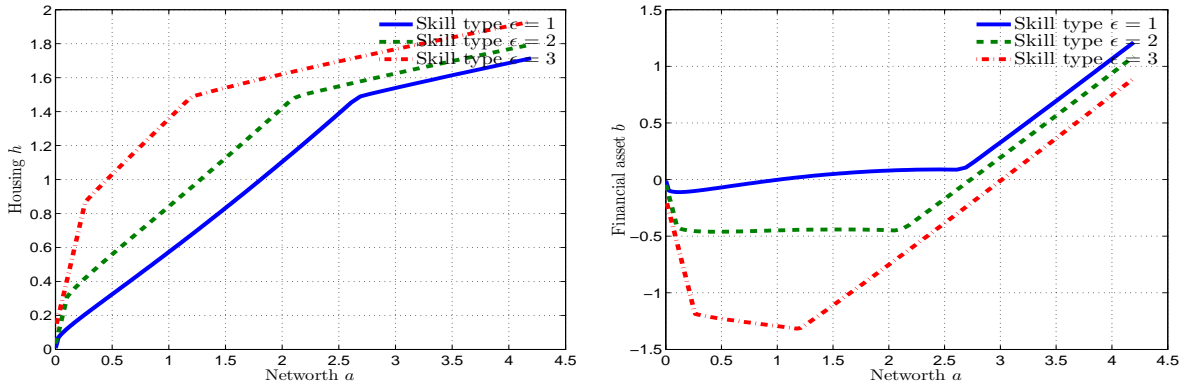 Skill type ϵ = 1
Skill type ϵ = 2
Skill type ϵ = 3
2
1.8
1.6
1.4
1.2
1
0.8
0.6
0.4
0.2
0
Housing h
0 0.5 1 1.5 2 2.5 3 3.5 4 4.5
Networth a
Skill type ϵ = 1
Skill type ϵ = 2
Skill type ϵ = 3
1.5
1
0.5
0
−0.5
−1
−1.5
Financial asset b
0 0.5 1 1.5 2 2.5 3 3.5 4 4.5
Networth a